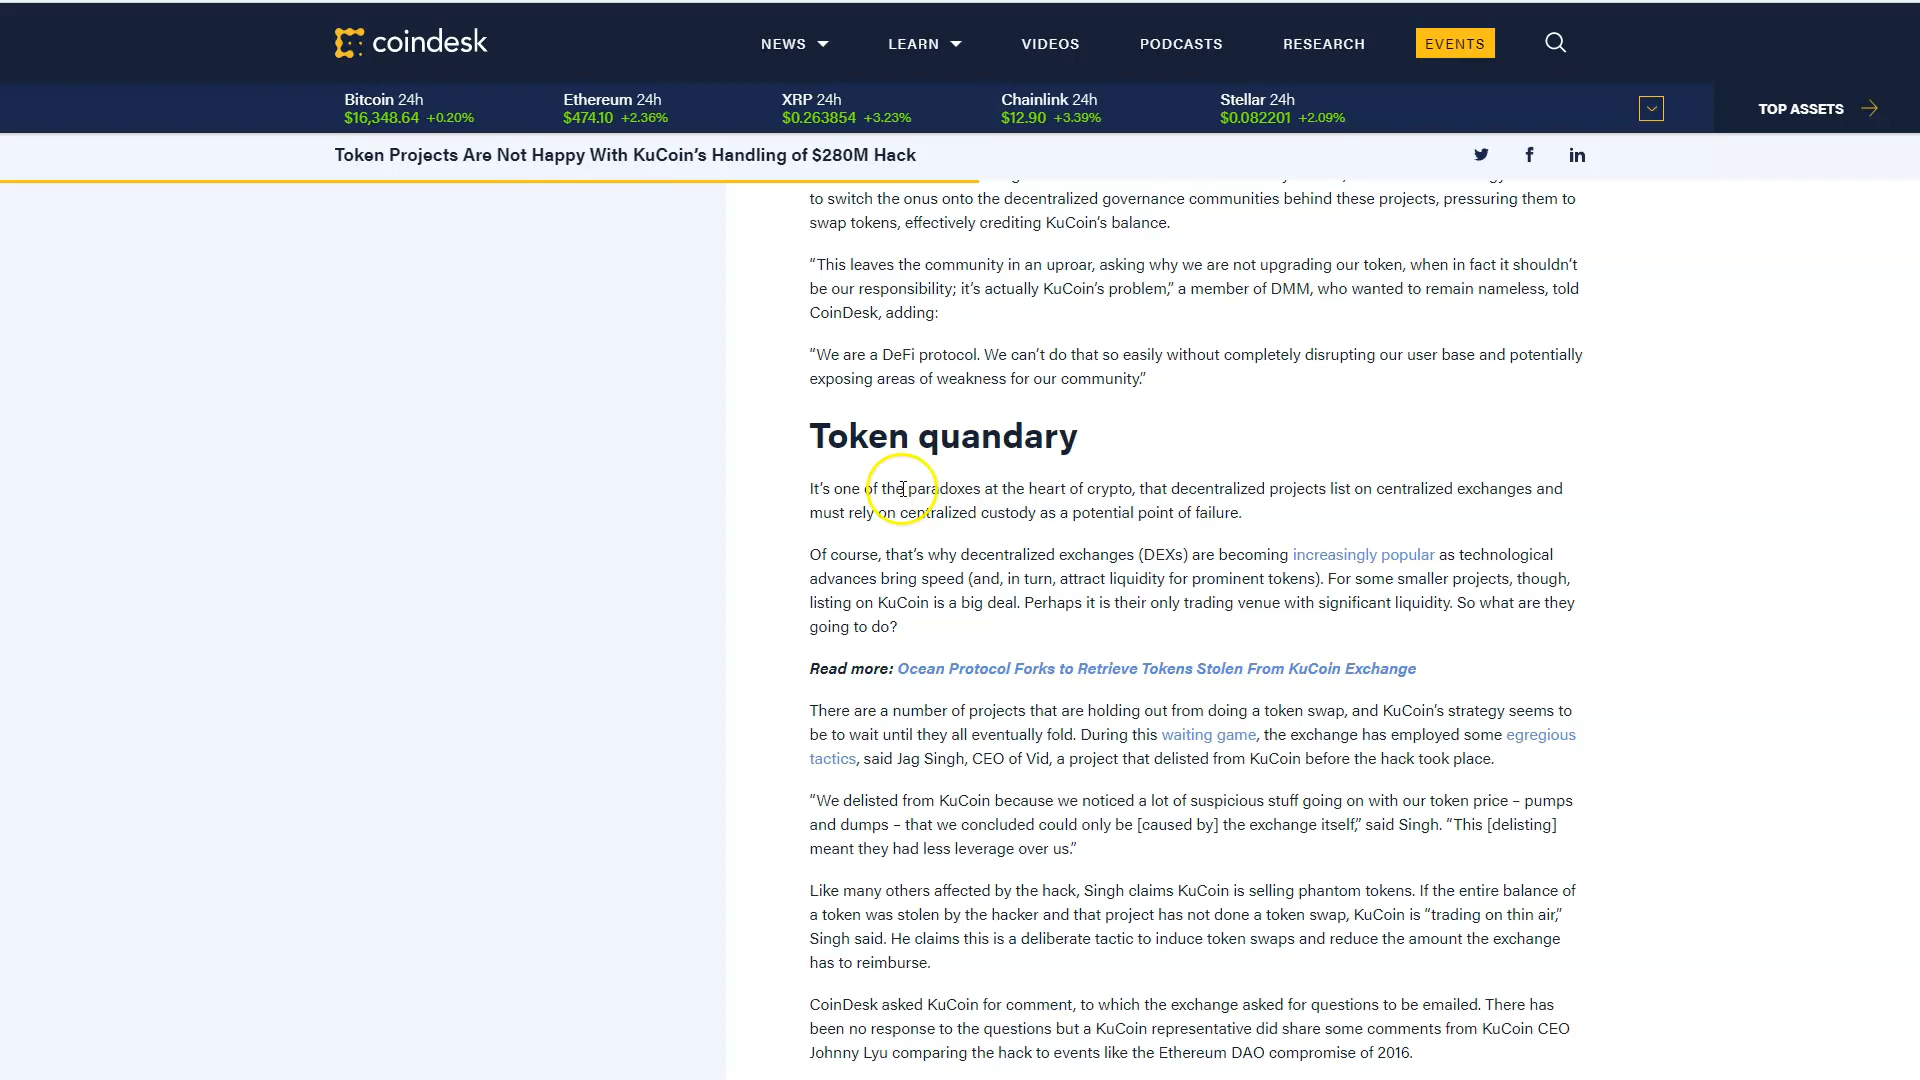 coindesk
NEWS
LEARN
VIDEOS
PODCASTS
RESEARCH
EVENTS
Bitcoin 24h
$16,348.64 +0.20%
Ethereum 24h
$474.10 +2.36%
XRP 24h
$0.263854 +3.23%
Chainlink 24h
$12.90 +3.39%
Stellar 24h
$0.082201 +2.09%
TOP ASSETS
Token Projects Are Not Happy With KuCoin’s Handling of $280M Hack
to switch the onus onto the decentralized governance communities behind these projects, pressuring them to
swap tokens, effectively crediting KuCoin’s balance.
“This leaves the community in an uproar, asking why we are not upgrading our token, when in fact it shouldn’t
be our responsibility; it’s actually KuCoin’s problem,” a member of DMM, who wanted to remain nameless, told
CoinDesk, adding:
“We are a DeFi protocol. We can’t do that so easily without completely disrupting our user base and potentially
exposing areas of weakness for our community.”
Token quandary
It’s one of the paradoxes at the heart of crypto, that decentralized projects list on centralized exchanges and
must rely on centralized custody as a potential point of failure.
Of course, that’s why decentralized exchanges (DEXs) are becoming increasingly popular as technological
advances bring speed (and, in turn, attract liquidity for prominent tokens). For some smaller projects, though,
listing on KuCoin is a big deal. Perhaps it is their only trading venue with significant liquidity. So what are they
going to do?
Read more: Ocean Protocol Forks to Retrieve Tokens Stolen From KuCoin Exchange
There are a number of projects that are holding out from doing a token swap, and KuCoin’s strategy seems to
be to wait until they all eventually fold. During this waiting game, the exchange has employed some egregious
tactics, said Jag Singh, CEO of Vid, a project that delisted from KuCoin before the hack took place.
“We delisted from KuCoin because we noticed a lot of suspicious stuff going on with our token price – pumps
and dumps – that we concluded could only be [caused by] the exchange itself,” said Singh. “This [delisting]
meant they had less leverage over us.”
Like many others affected by the hack, Singh claims KuCoin is selling phantom tokens. If the entire balance of
a token was stolen by the hacker and that project has not done a token swap, KuCoin is “trading on thin air,”
Singh said. He claims this is a deliberate tactic to induce token swaps and reduce the amount the exchange
has to reimburse.
CoinDesk asked KuCoin for comment, to which the exchange asked for questions to be emailed. There has
been no response to the questions but a KuCoin representative did share some comments from KuCoin CEO
Johnny Lyu comparing the hack to events like the Ethereum DAO compromise of 2016.